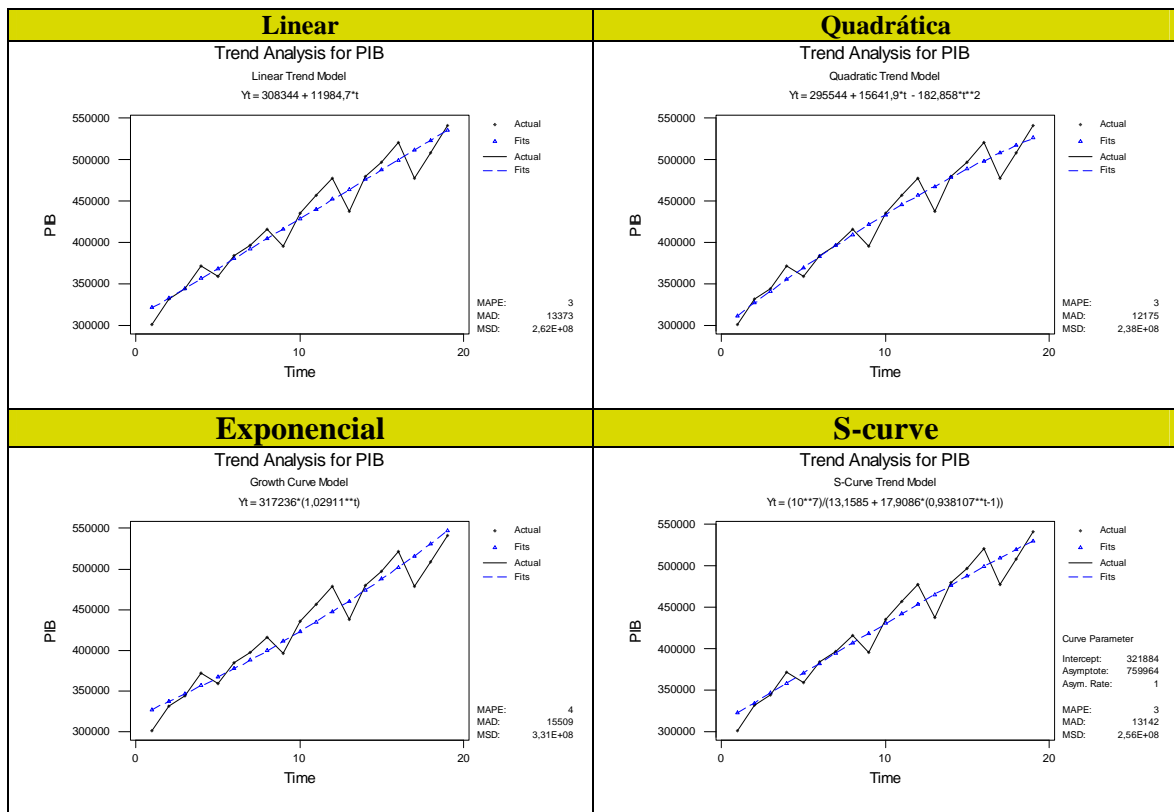 Linear
Trend Analysis for PIB
Linear Trend Model
Yt = 308344 + 11984,7*t
550000
500000
450000
400000
350000
300000
PIB
0
10
20
Time
Actual
Fits
Actual
Fits
MAPE: 3
MAD: 13373
MSD: 2,62E+08
Quadrática
Trend Analysis for PIB
Quadratic Trend Model
Yt = 295544 + 15641,9*t - 182,858*t**2
550000
500000
450000
400000
350000
300000
PIB
0
10
20
Time
Actual
Fits
Actual
Fits
MAPE: 3
MAD: 12175
MSD: 2,38E+08
Exponencial
Trend Analysis for PIB
Growth Curve Model
Yt = 317236*(1,02911**t)
550000
500000
450000
400000
350000
300000
PIB
0
10
20
Time
Actual
Fits
Actual
Fits
MAPE: 4
MAD: 15509
MSD: 3,31E+08
S-curve
Trend Analysis for PIB
S-Curve Trend Model
Yt = (10**7)/(13,1585 + 17,9086*(0,938107**t-1))
550000
500000
450000
400000
350000
300000
PIB
0
10
20
Time
Actual
Fits
Actual
Fits
Curve Parameter
Intercept: 321884
Asymptote: 759964
Asym. Rate: 1
MAPE: 3
MAD: 13142
MSD: 2,56E+08